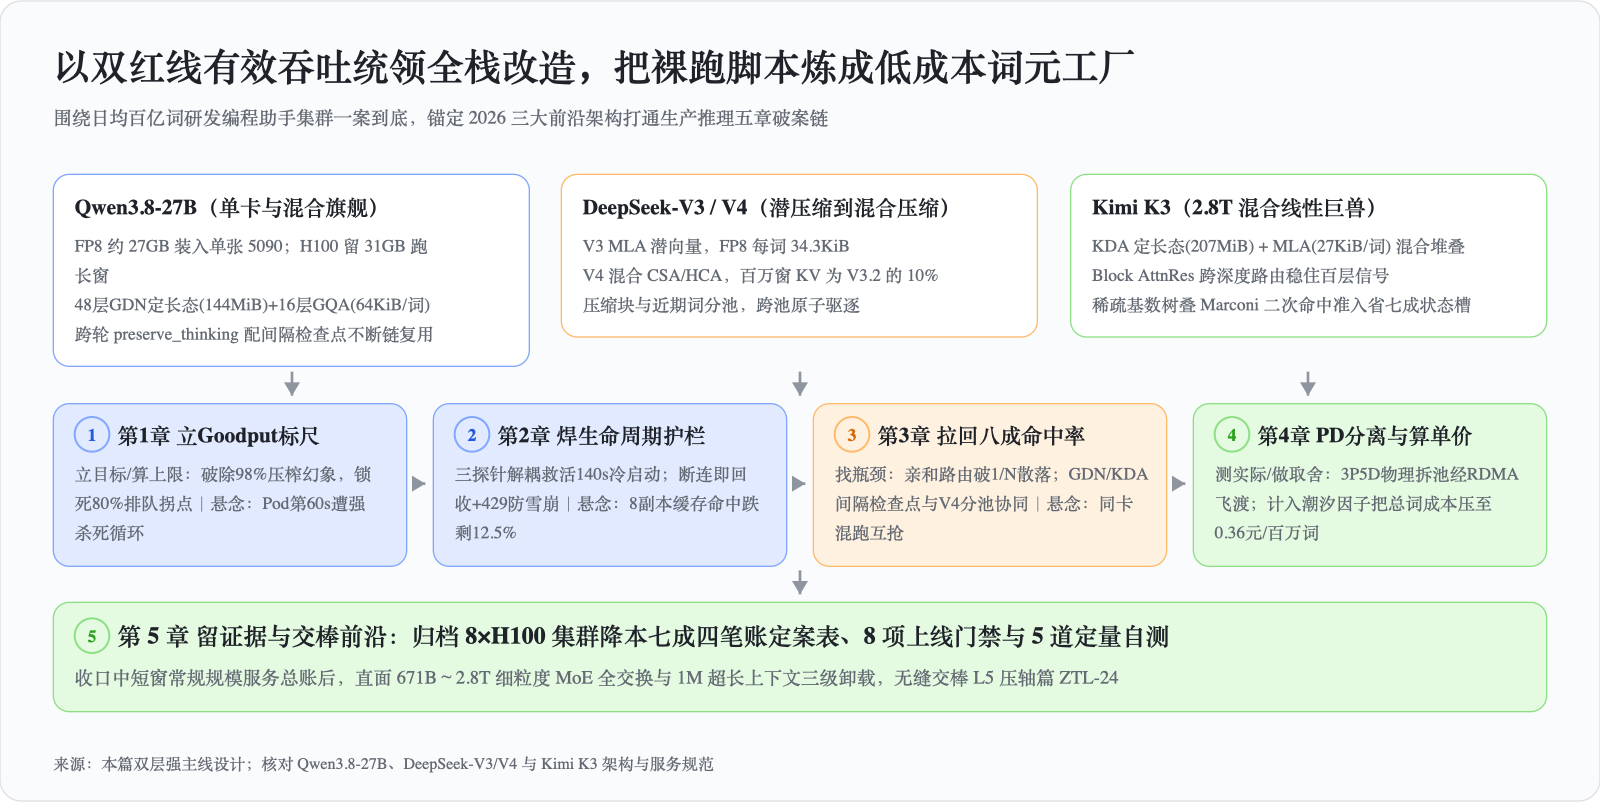 以双红线有效吞吐统领全栈改造，把裸跑脚本炼成低成本词元工厂
围绕日均百亿词研发编程助手集群一案到底，锚定 2026 三大前沿架构打通生产推理五章破案链
Qwen3.8-27B（单卡与混合旗舰）
FP8 约 27GB 装入单张 5090；H100 留 31GB 跑
长窗
48层GDN定长态(144MiB)+16层GQA(64KiB/词)
跨轮 preserve_thinking 配间隔检查点不断链复用
DeepSeek-V3 / V4（潜压缩到混合压缩）
V3 MLA 潜向量，FP8 每词 34.3KiB
V4 混合 CSA/HCA，百万窗 KV 为 V3.2 的 10%
压缩块与近期词分池，跨池原子驱逐
Kimi K3（2.8T 混合线性巨兽）
KDA 定长态(207MiB) + MLA(27KiB/词) 混合堆叠
Block AttnRes 跨深度路由稳住百层信号
稀疏基数树叠 Marconi 二次命中准入省七成状态槽
1 第1章 立Goodput标尺
立目标/算上限：破除98%压榨幻象，锁
死80%排队拐点｜悬念：Pod第60s遭强
杀死循环
2 第2章 焊生命周期护栏
三探针解耦救活140s冷启动；断连即回
收+429防雪崩｜悬念：8副本缓存命中跌
剩12.5%
3 第3章 拉回八成命中率
找瓶颈：亲和路由破1/N散落；GDN/KDA
间隔检查点与V4分池协同｜悬念：同卡
混跑互抢
4 第4章 PD分离与算单价
测实际/做取舍：3P5D物理拆池经RDMA
飞渡；计入潮汐因子把总词成本压至
0.36元/百万词
5 第 5 章 留证据与交棒前沿：归档 8×H100 集群降本七成四笔账定案表、8 项上线门禁与 5 道定量自测
收口中短窗常规规模服务总账后，直面 671B ~ 2.8T 细粒度 MoE 全交换与 1M 超长上下文三级卸载，无缝交棒 L5 压轴篇 ZTL-24
来源：本篇双层强主线设计；核对 Qwen3.8-27B、DeepSeek-V3/V4 与 Kimi K3 架构与服务规范